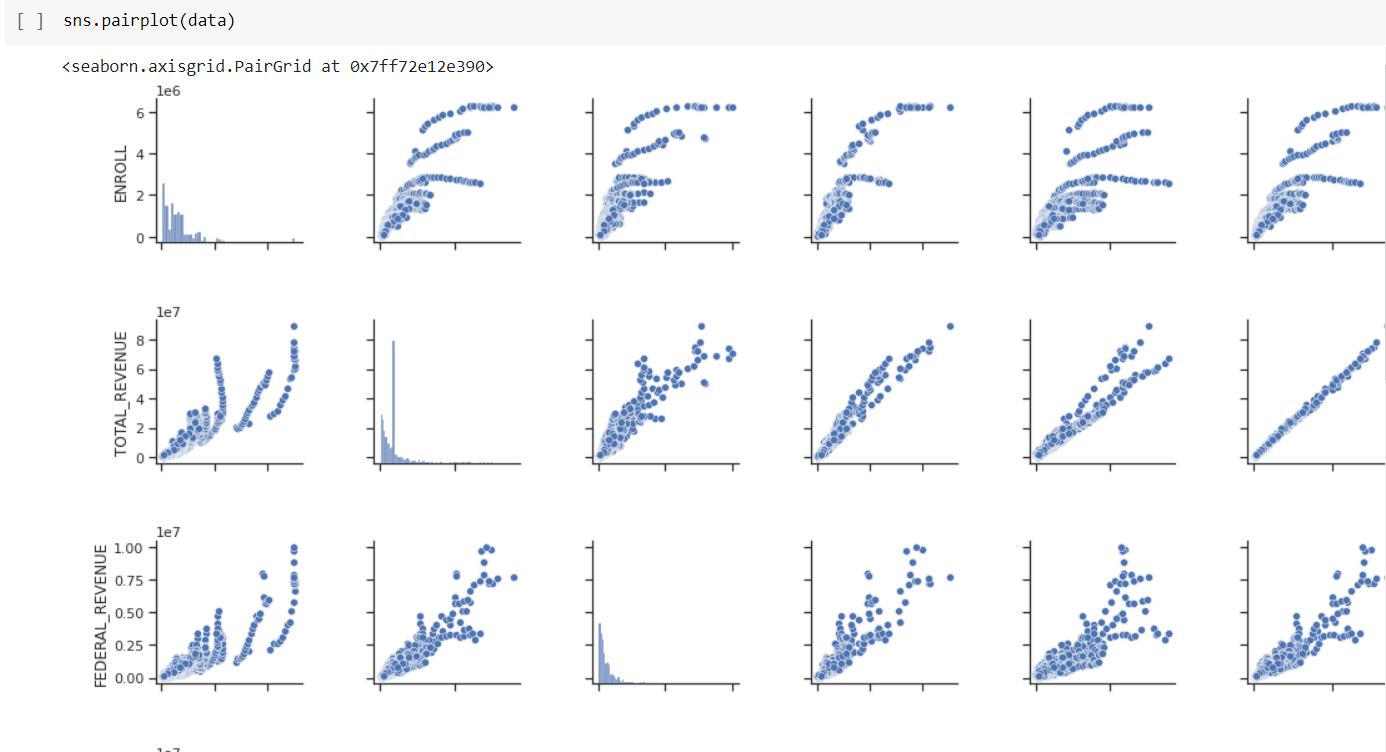 [ ] sns.pairplot(data)
<seaborn.axisgrid.PairGrid at 0x7ff72e12e390>
1e6
6
4
2
0
ENROLL
1e7
8
6
4
2
0
TOTAL_REVENUE
1e7
1.00
0.75
0.50
0.25
0.00
FEDERAL_REVENUE